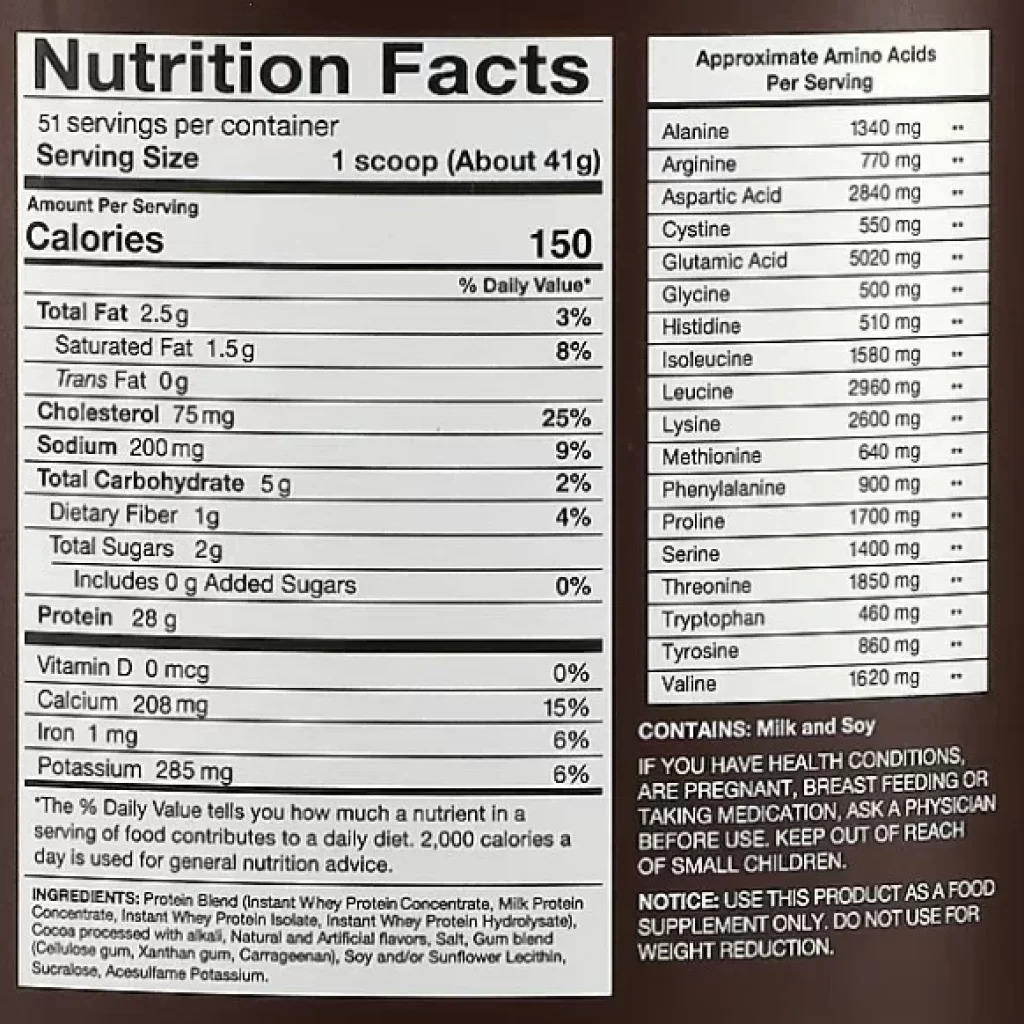 Nutrition Facts
51 servings per container
Serving Size 1 scoop (About 41g)
Amount Per Serving
Calories 150
% Daily Value*
Total Fat 2.5g 3%
Saturated Fat 1.5g 8%
Trans Fat 0g
Cholesterol 75mg 25%
Sodium 200mg 9%
Total Carbohydrate 5g 2%
Dietary Fiber 1g 4%
Total Sugars 2g
Includes 0 g Added Sugars 0%
Protein 28 g
Vitamin D 0 mcg 0%
Calcium 208 mg 15%
Iron 1 mg 6%
Potassium 285 mg 6%
*The % Daily Value tells you how much a nutrient in a
serving of food contributes to a daily diet. 2,000 calories a
day is used for general nutrition advice.
INGREDIENTS: Protein Blend (Instant Whey Protein Concentrate, Milk Protein
Concentrate, Instant Whey Protein Isolate, Instant Whey Protein Hydrolysate),
Cocoa processed with alkali, Natural and Artificial flavors, Salt, Gum blend
(Cellulose gum, Xanthan gum, Carrageenan), Soy and/or Sunflower Lecithin,
Sucralose, Acesulfame Potassium.
Approximate Amino Acids
Per Serving
Alanine 1340 mg **
Arginine 770 mg **
Aspartic Acid 2840 mg **
Cystine 550 mg **
Glutamic Acid 5020 mg **
Glycine 500 mg **
Histidine 510 mg **
Isoleucine 1580 mg **
Leucine 2960 mg **
Lysine 2600 mg **
Methionine 640 mg **
Phenylalanine 900 mg **
Proline 1700 mg **
Serine 1400 mg **
Threonine 1850 mg **
Tryptophan 460 mg **
Tyrosine 860 mg **
Valine 1620 mg **
CONTAINS: Milk and Soy
IF YOU HAVE HEALTH CONDITIONS,
ARE PREGNANT, BREAST FEEDING OR
TAKING MEDICATION, ASK A PHYSICIAN
BEFORE USE. KEEP OUT OF REACH
OF SMALL CHILDREN.
NOTICE: USE THIS PRODUCT AS A FOOD
SUPPLEMENT ONLY. DO NOT USE FOR
WEIGHT REDUCTION.